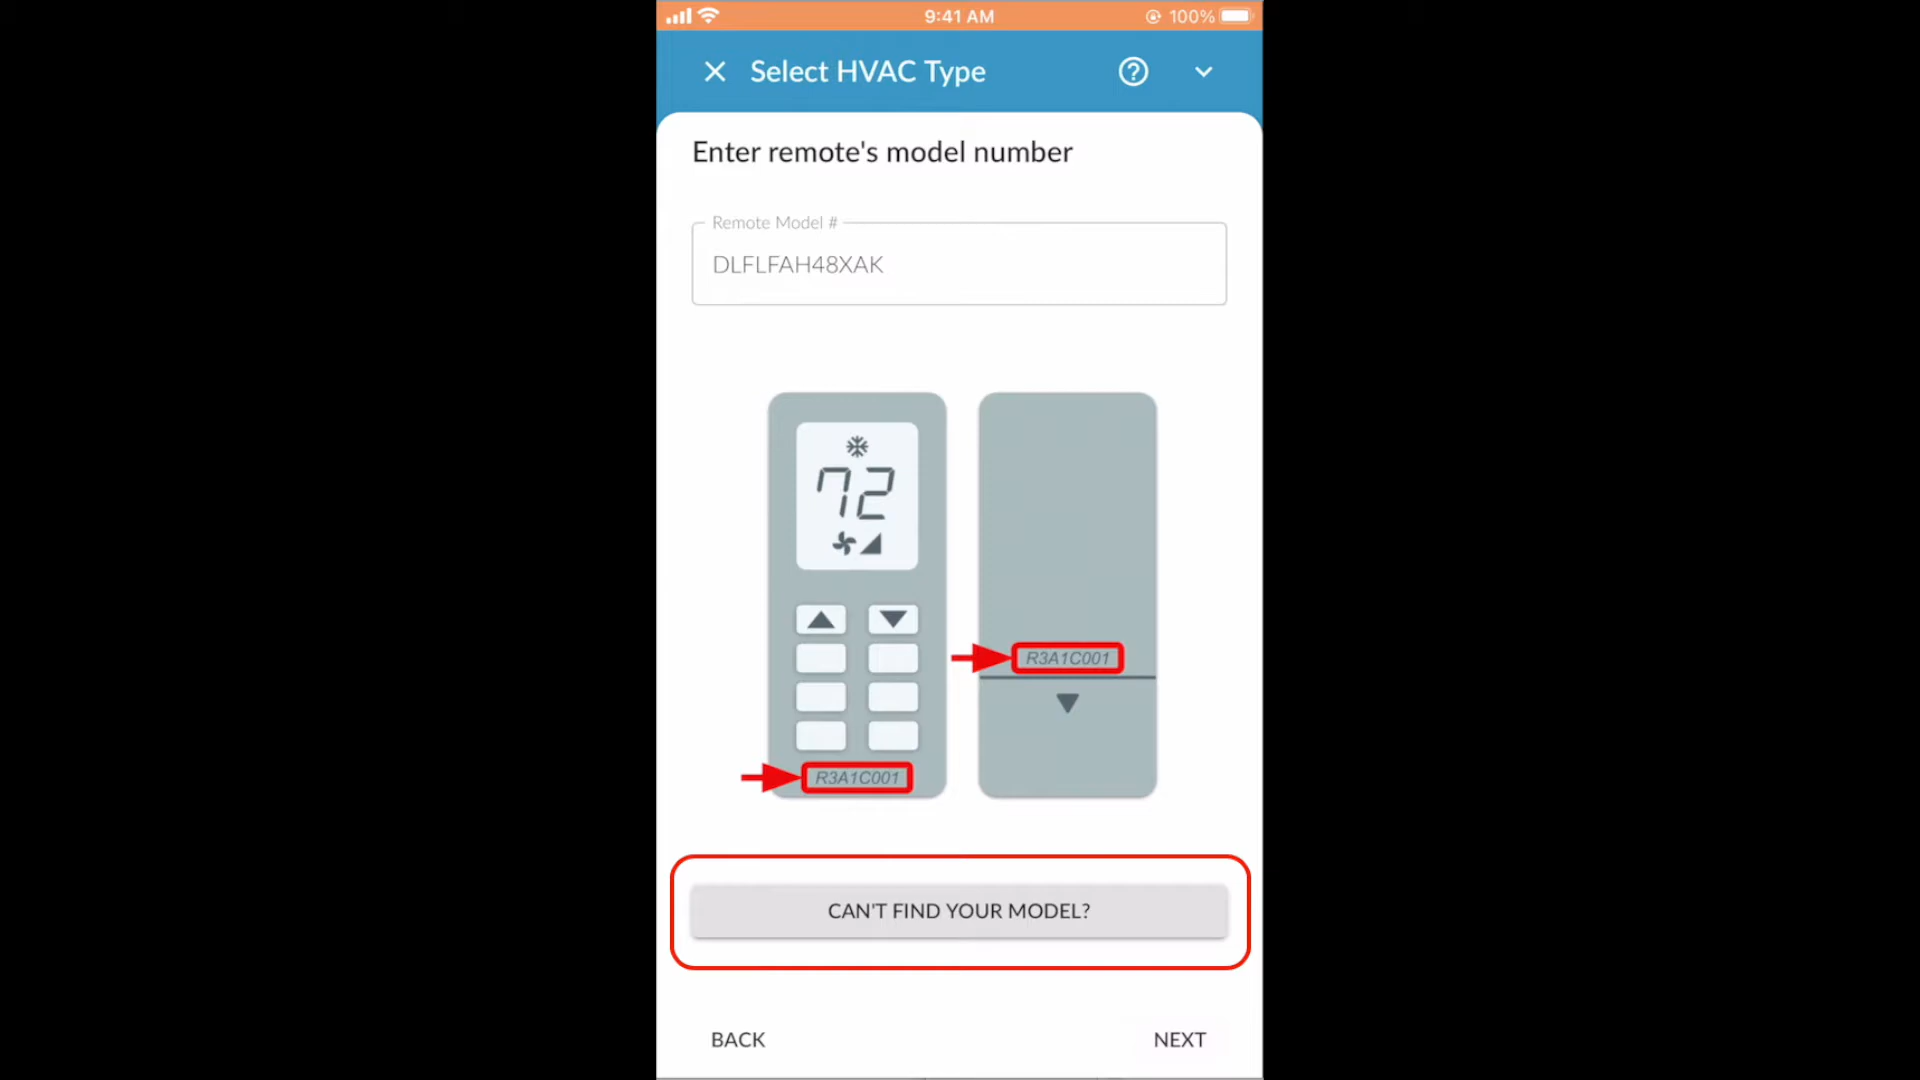 9:41 AM
100%
Select HVAC Type
Enter remote's model number
Remote Model #
DLFLFAH48XAK
72
R3A1C001
R3A1C001
CAN'T FIND YOUR MODEL?
BACK
NEXT